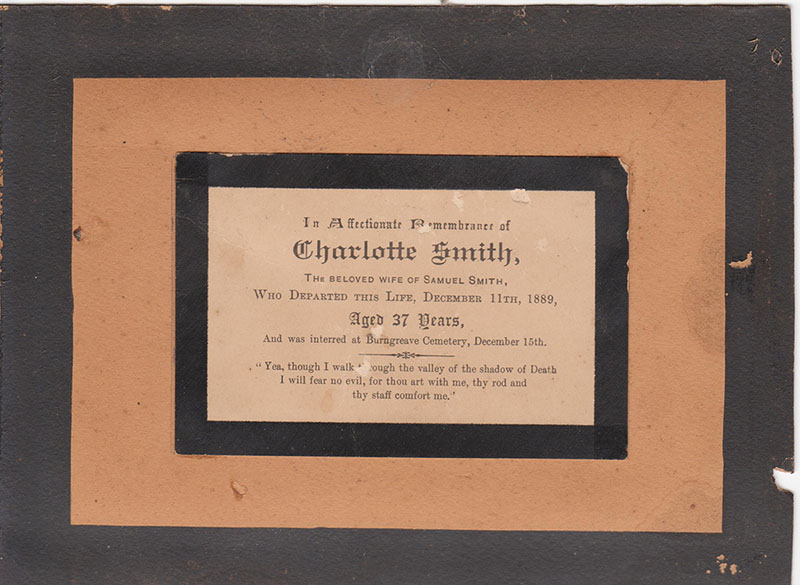 In Affectionate Remembrance of
Charlotte Smith,
The beloved wife of Samuel Smith,
Who Departed this Life, December 11th, 1889,
Aged 37 Years,
And was interred at Burngreave Cemetery, December 15th.
" Yea, though I walk through the valley of the shadow of Death
I will fear no evil, for thou art with me, thy rod and
thy staff comfort me."